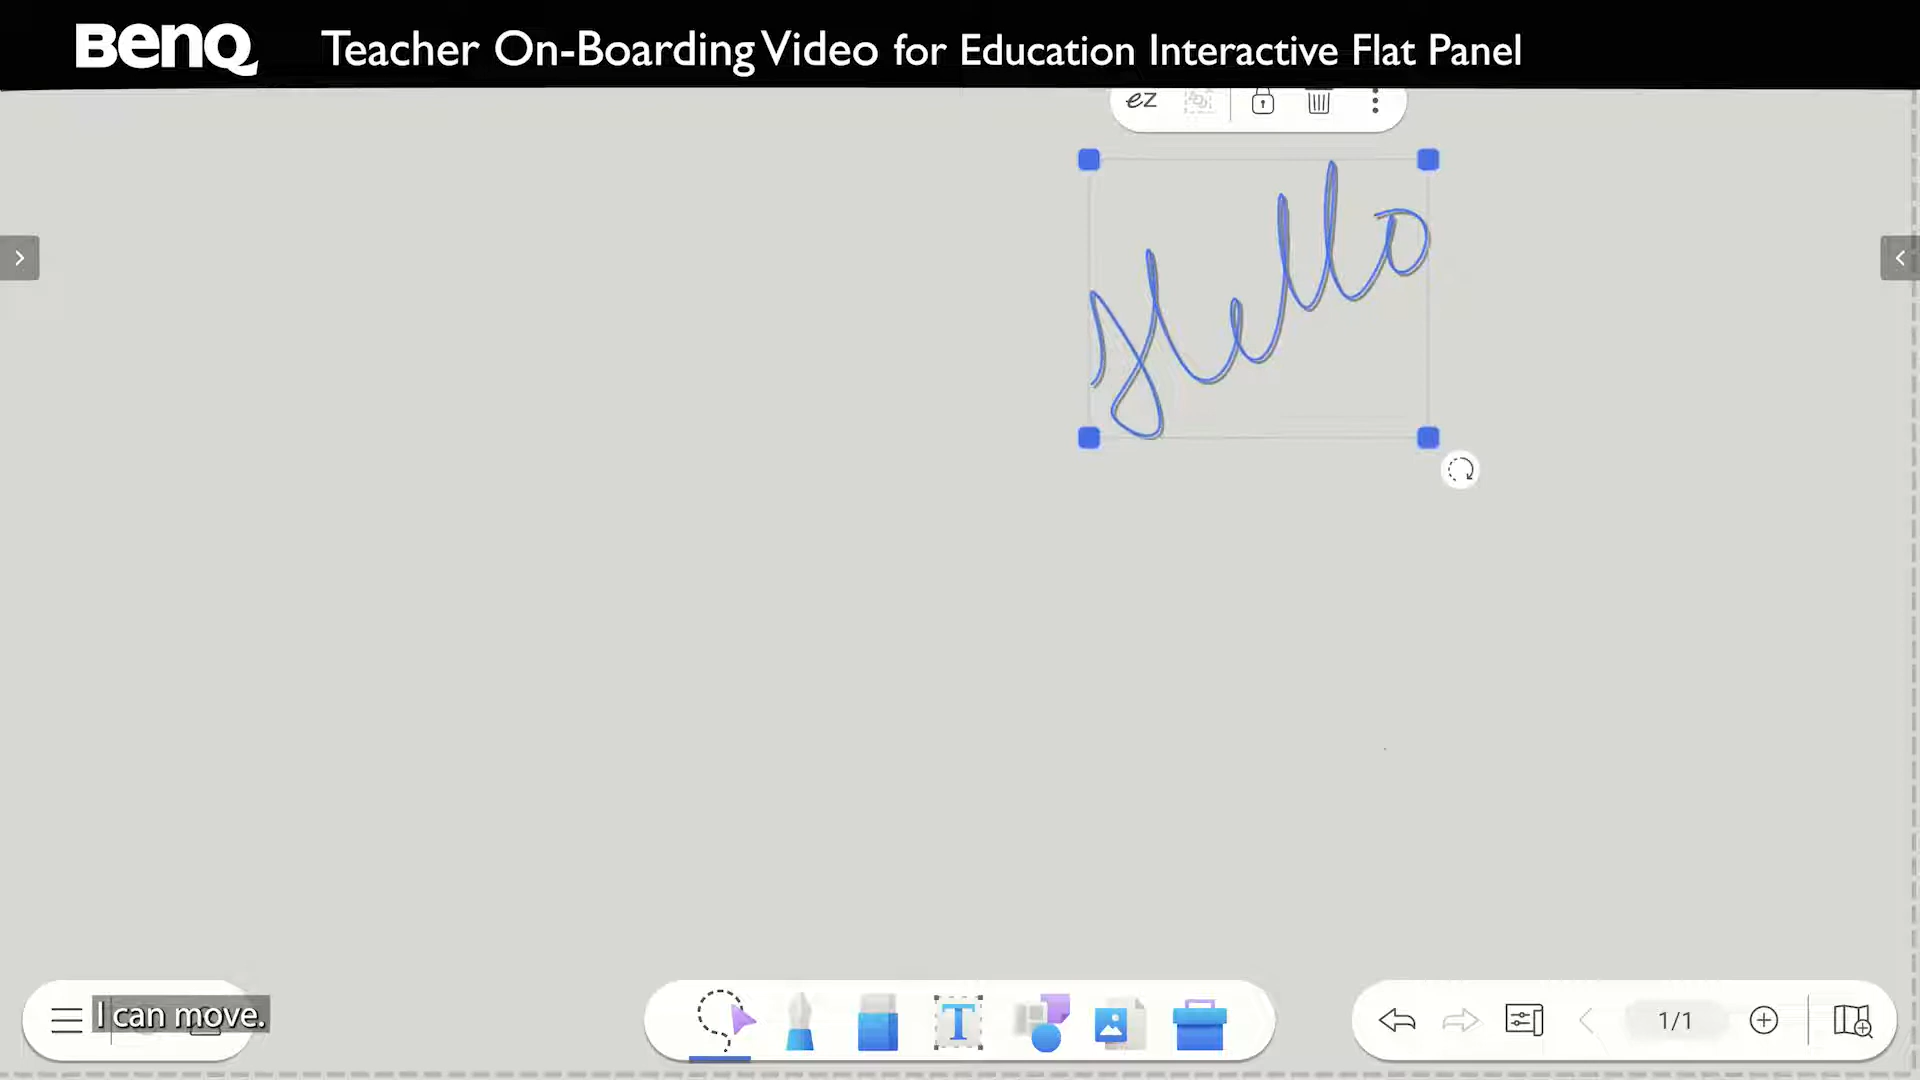 BenQ Teacher On-Boarding Video for Education Interactive Flat Panel
ez
Hello
I can move.
T
1/1